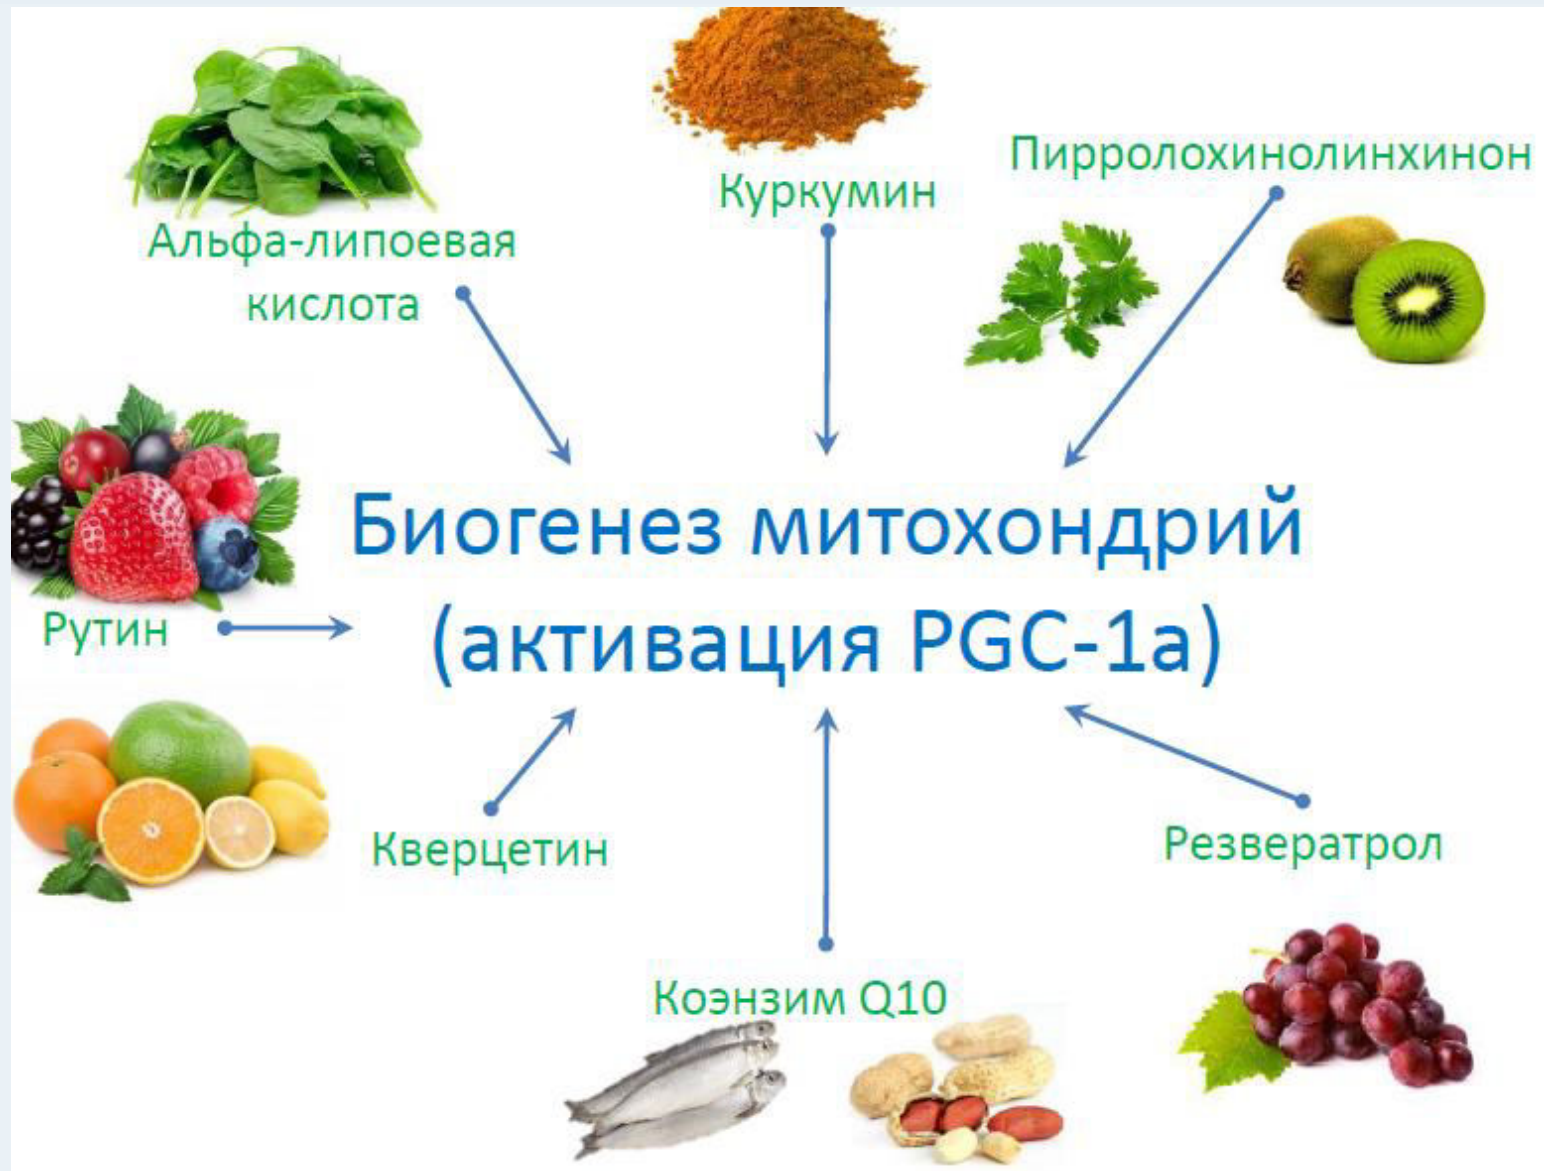 Куркумин
Пирролохинолинхинон
Альфа-липоевая
кислота
Биогенез митохондрий
(активация PGC-1a)
Рутин
Кверцетин
Резвератрол
Коэнзим Q10